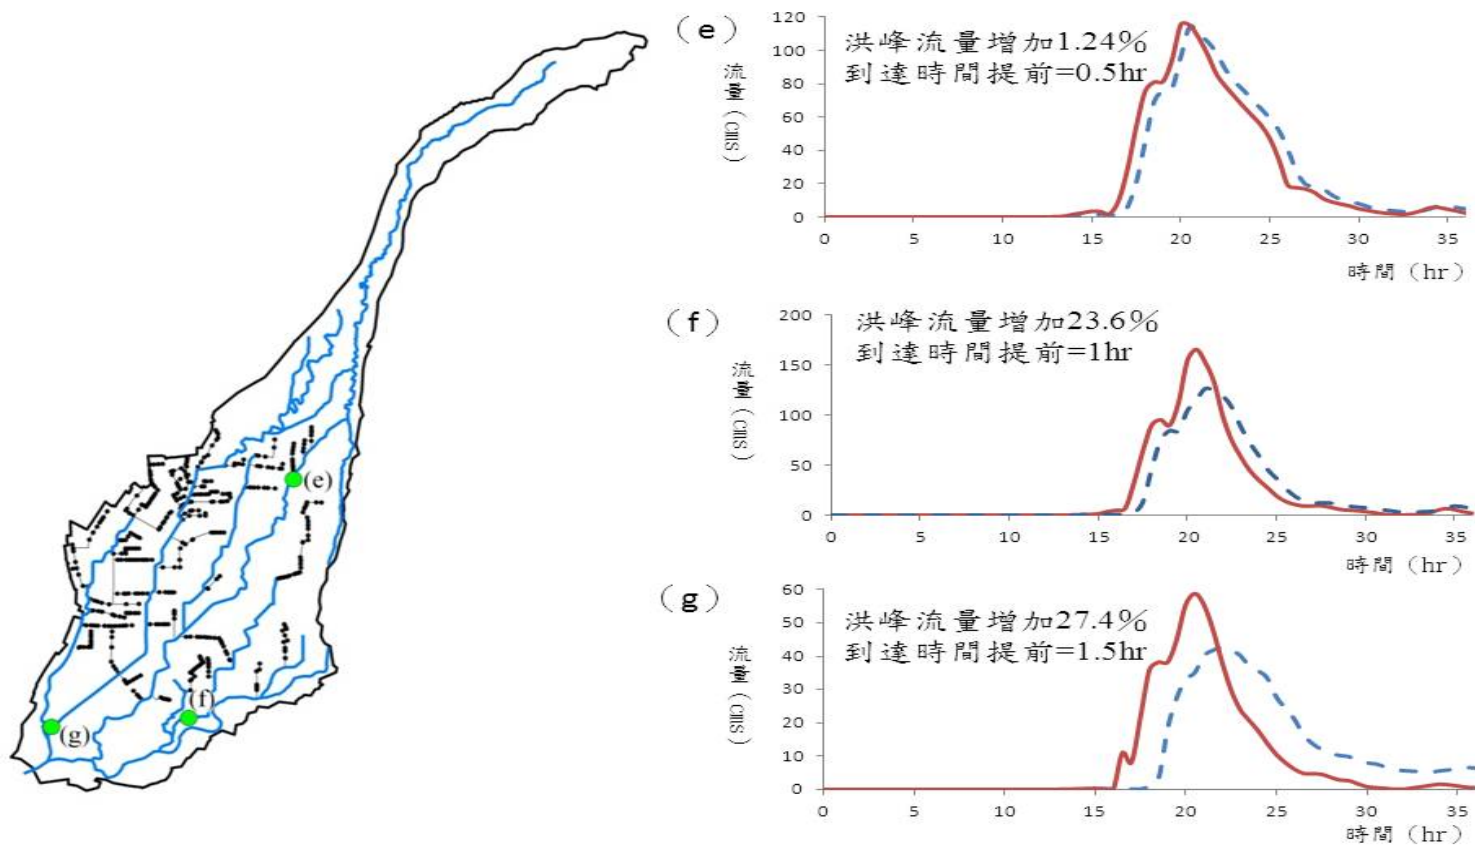 (e)
(f)
(g)
(e)
洪峰流量增加1.24%
到達時間提前=0.5hr
流量(CMS)
120
100
80
60
40
20
0
0 5 10 15 20 25 30 35
時間(hr)
(f)
洪峰流量增加23.6%
到達時間提前=1hr
流量(CMS)
200
150
100
50
0
0 5 10 15 20 25 30 35
時間(hr)
(g)
洪峰流量增加27.4%
到達時間提前=1.5hr
流量(CMS)
60
50
40
30
20
10
0
0 5 10 15 20 25 30 35
時間(hr)